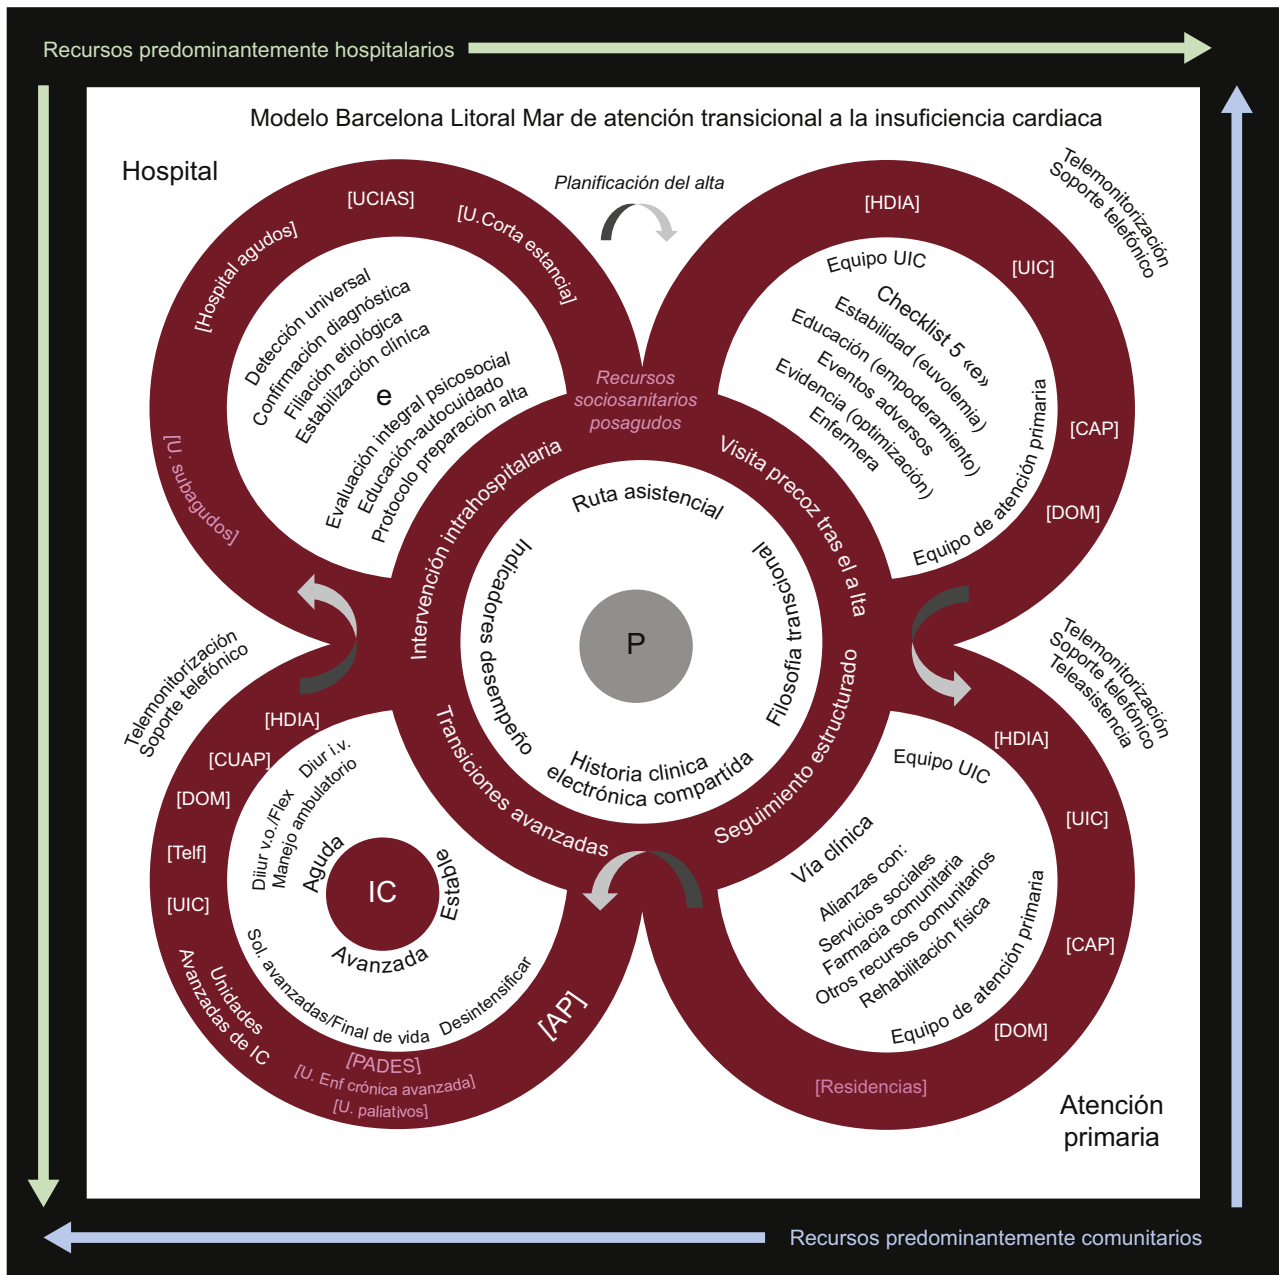 Recursos predominantemente hospitalarios
Modelo Barcelona Litoral Mar de atención transicional a la insuficiencia cardiaca
Hospital
Planificación del alta
[U. subagudos]
[Hospital agudos]
[UCIAS]
[U.Corta estancia]
Detección universal
Confirmación diagnóstica
Filiación etiológica
Estabilización clínica
e
Evaluación integral psicosocial
Educación-autocuidado
Protocolo preparación alta
Recursos
sociosanitarios
posagudos
Telemonitorización
Soporte telefónico
[HDIA]
[UIC]
[CAP]
[DOM]
Equipo UIC
Checklist 5 «e»
Estabilidad (euvolemia)
Educación (empoderamiento)
Eventos adversos
Evidencia (optimización)
Enfermera
Equipo de atención primaria
Intervención intrahospitalaria
Visita precoz tras el a lta
Seguimiento estructurado
Transiciones avanzadas
Ruta asistencial
Filosofía transcional
Historia clinica
electrónica compartída
Indicadores desempeño
P
Telemonitorización
Soporte telefónico
Telemonitorización
Soporte telefónico
Teleasistencia
[HDIA]
[CUAP]
[DOM]
[Telf]
[UIC]
Unidades
Avanzadas de IC
[PADES]
[U. Enf crónica avanzada]
[U. paliativos]
[AP]
Diur i.v.
Diiur v.o./Flex
Manejo ambulatorio
Aguda
Estable
Avanzada
IC
Sol. avanzadas/Final de vida
Desintensificar
[HDIA]
[UIC]
[CAP]
[DOM]
[Residencias]
Equipo UIC
Vía clínica
Alianzas con:
Servicios sociales
Farmacia comunitaria
Otros recursos comunitarios
Rehabilitación física
Equipo de atención primaria
Atención
primaria
Recursos predominantemente comunitarios